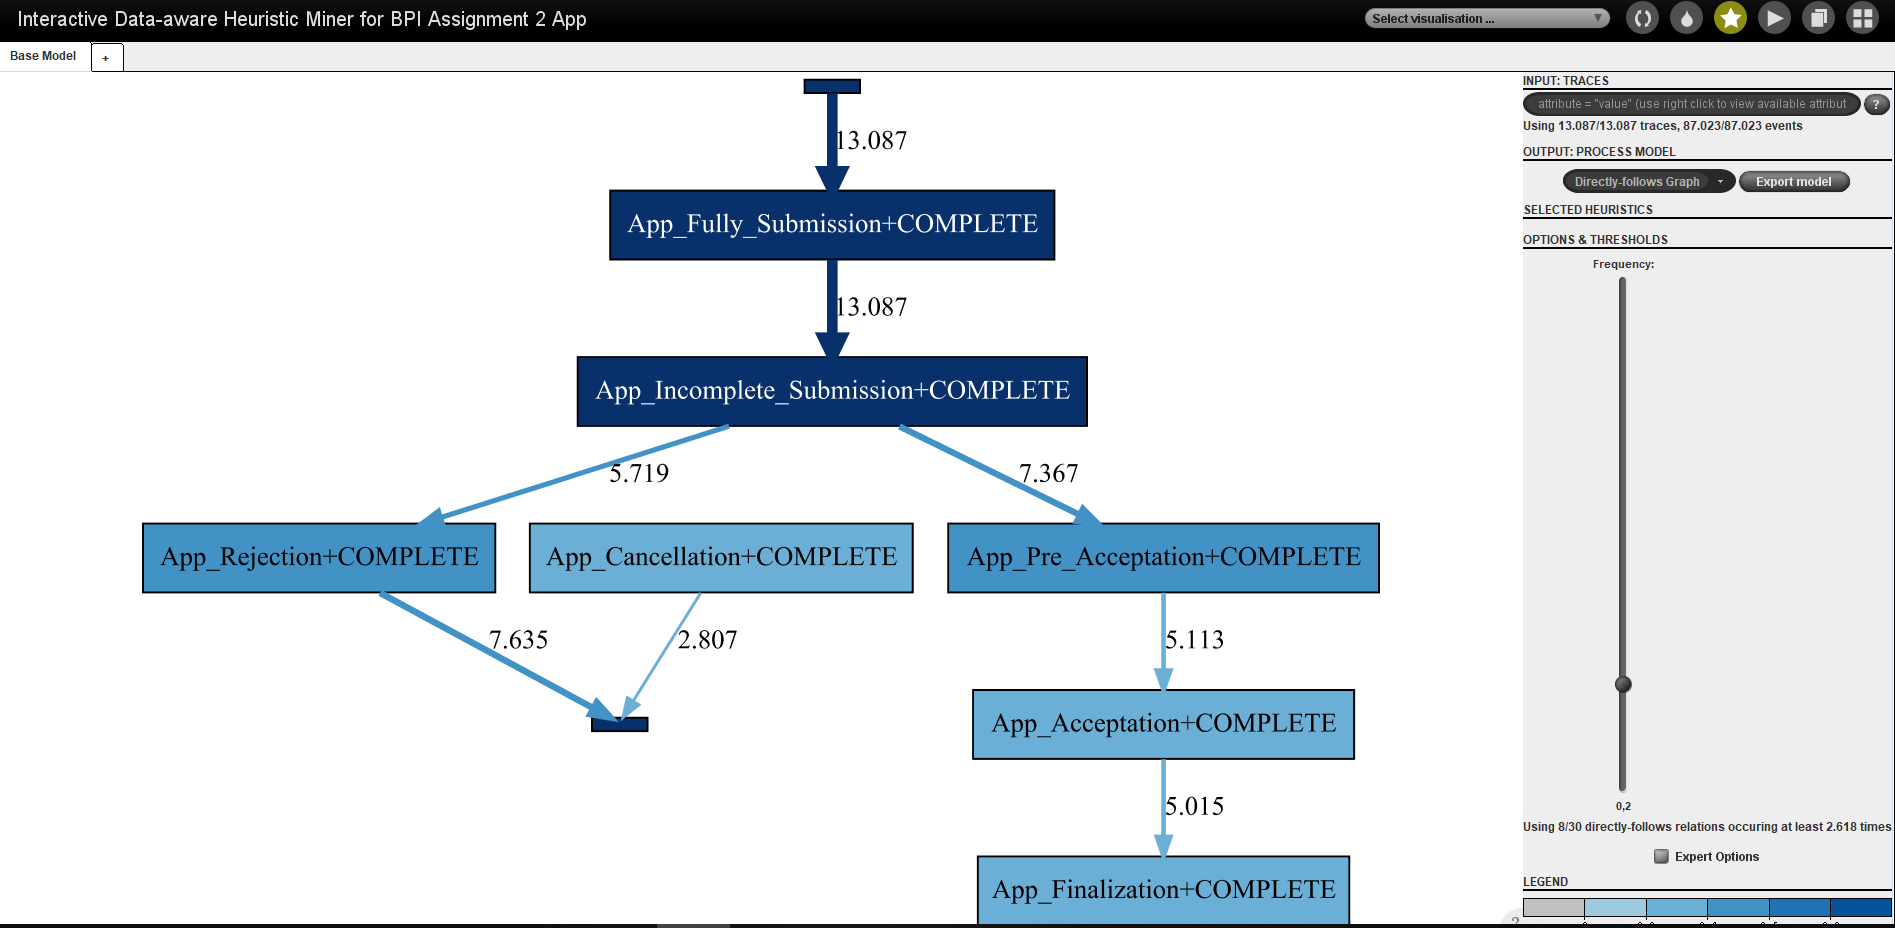 Interactive Data-aware Heuristic Miner for BPI Assignment 2 App
Select visualisation ...
Base Model
+
13.087
App_Fully_Submission+COMPLETE
13.087
App_Incomplete_Submission+COMPLETE
5.719
7.367
App_Rejection+COMPLETE
App_Cancellation+COMPLETE
App_Pre_Acceptation+COMPLETE
7.635
2.807
5.113
App_Acceptation+COMPLETE
5.015
App_Finalization+COMPLETE
INPUT: TRACES
attribute = "value" (use right click to view available attribut
?
Using 13.087/13.087 traces, 87.023/87.023 events
OUTPUT: PROCESS MODEL
Directly-follows Graph
Export model
SELECTED HEURISTICS
OPTIONS & THRESHOLDS
Frequency:
0,2
Using 8/30 directly-follows relations occuring at least 2.618 times
Expert Options
LEGEND